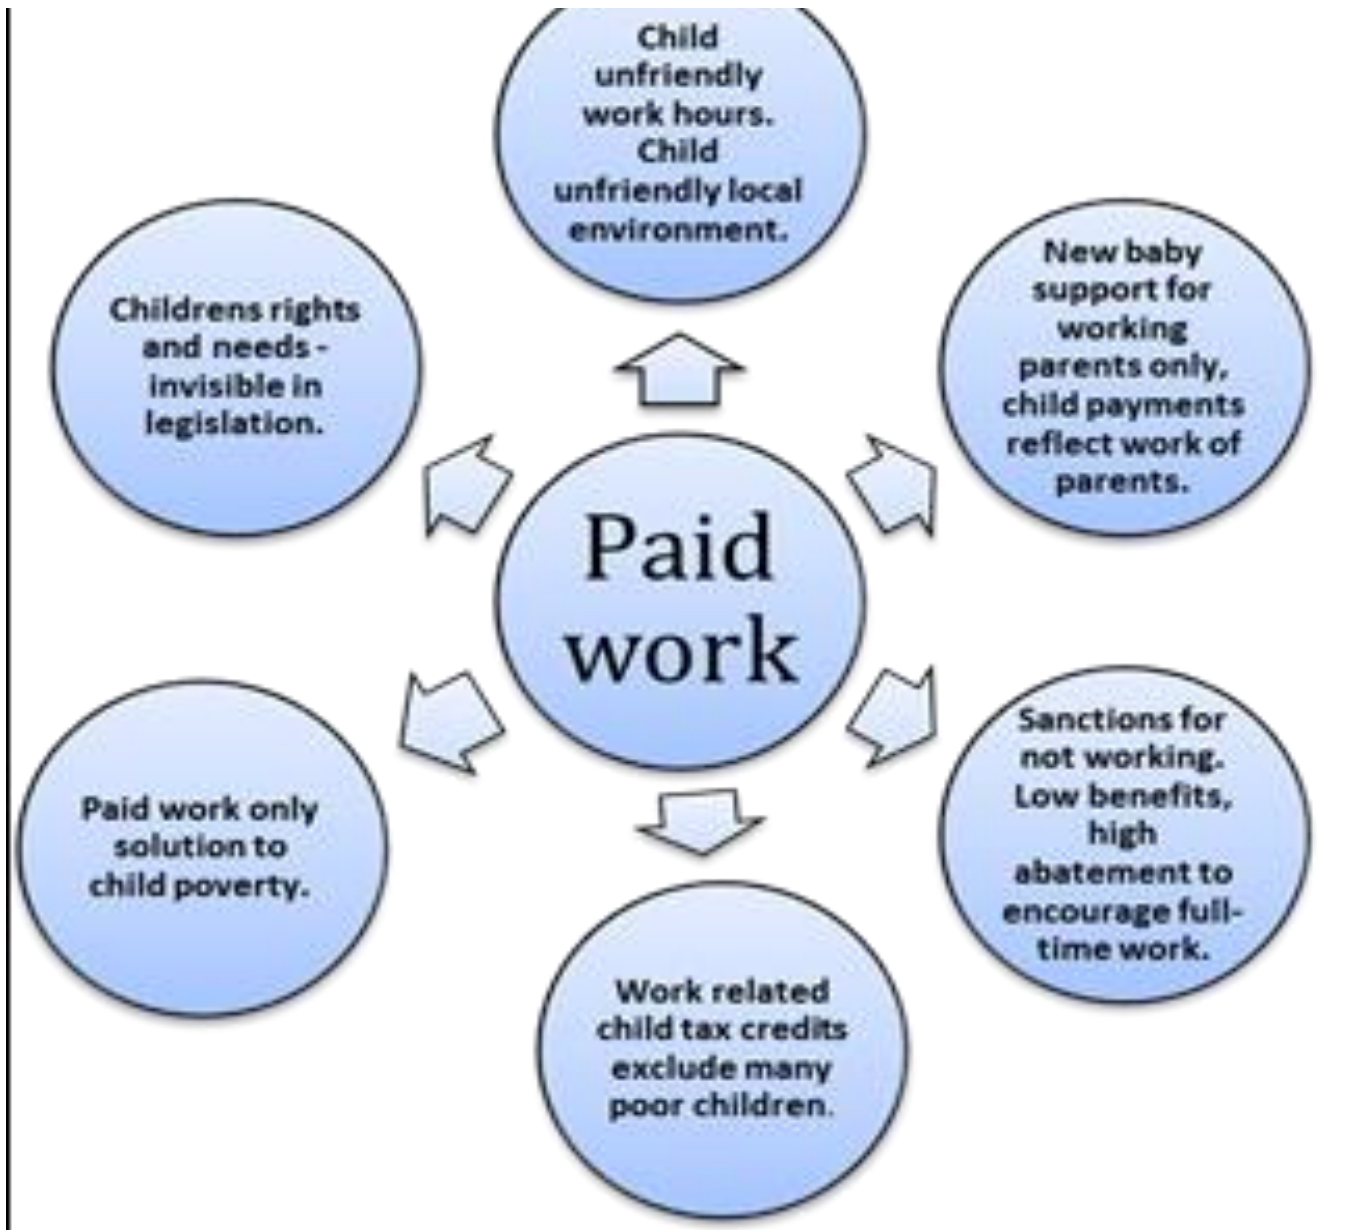 Child
unfriendly
work hours.
Child
unfriendly local
environment.
New baby
support for
working
parents only,
child payments
reflect work of
parents.
Sanctions for
not working.
Low benefits,
high
abatement to
encourage full-
time work.
Work related
child tax credits
exclude many
poor children.
Paid work only
solution to
child poverty.
Childrens rights
and needs -
invisible in
legislation.
Paid
work